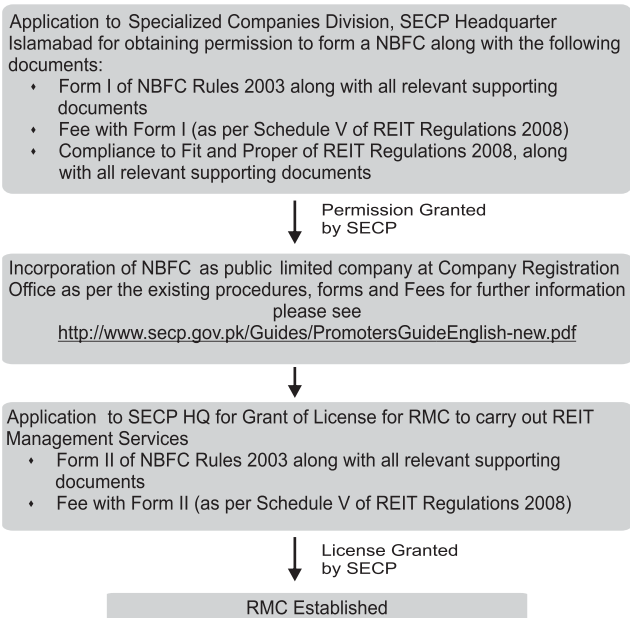 Application to Specialized Companies Division, SECP Headquarter
Islamabad for obtaining permission to form a NBFC along with the following
documents:
♦ Form I of NBFC Rules 2003 along with all relevant supporting
documents
♦ Fee with Form I (as per Schedule V of REIT Regulations 2008)
♦ Compliance to Fit and Proper of REIT Regulations 2008, along
with all relevant supporting documents
Permission Granted
by SECP
Incorporation of NBFC as public limited company at Company Registration
Office as per the existing procedures, forms and Fees for further information
please see
http://www.secp.gov.pk/Guides/PromotersGuideEnglish-new.pdf
Application to SECP HQ for Grant of License for RMC to carry out REIT
Management Services
♦ Form II of NBFC Rules 2003 along with all relevant supporting
documents
♦ Fee with Form II (as per Schedule V of REIT Regulations 2008)
License Granted
by SECP
RMC Established